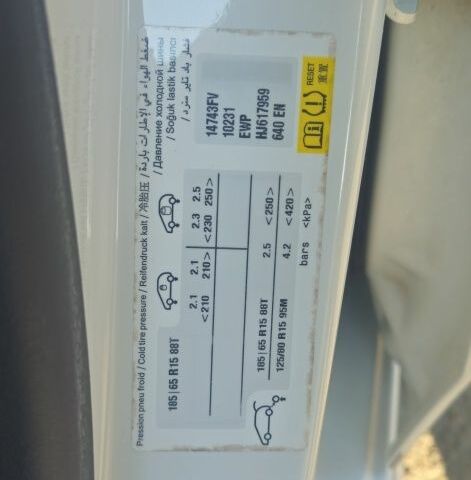 Pression pneu froid / Cold tire pressure / Reifendruck kalt / 冷胎压 / ضغط الهواء في الإطارات باردة
/ Давление холодной шины
/ Soğuk lastik basıncı
185|65 R15 88T
2.1 2.1
<210 210>
2.3 2.5
<230 250>
185|65 R15 88T 2.5 <250>
125/80 R15 95M 4.2 <420>
bars <kPa>
14743FV
10231
EWP
HJ617959
640 EN
RESET
重置